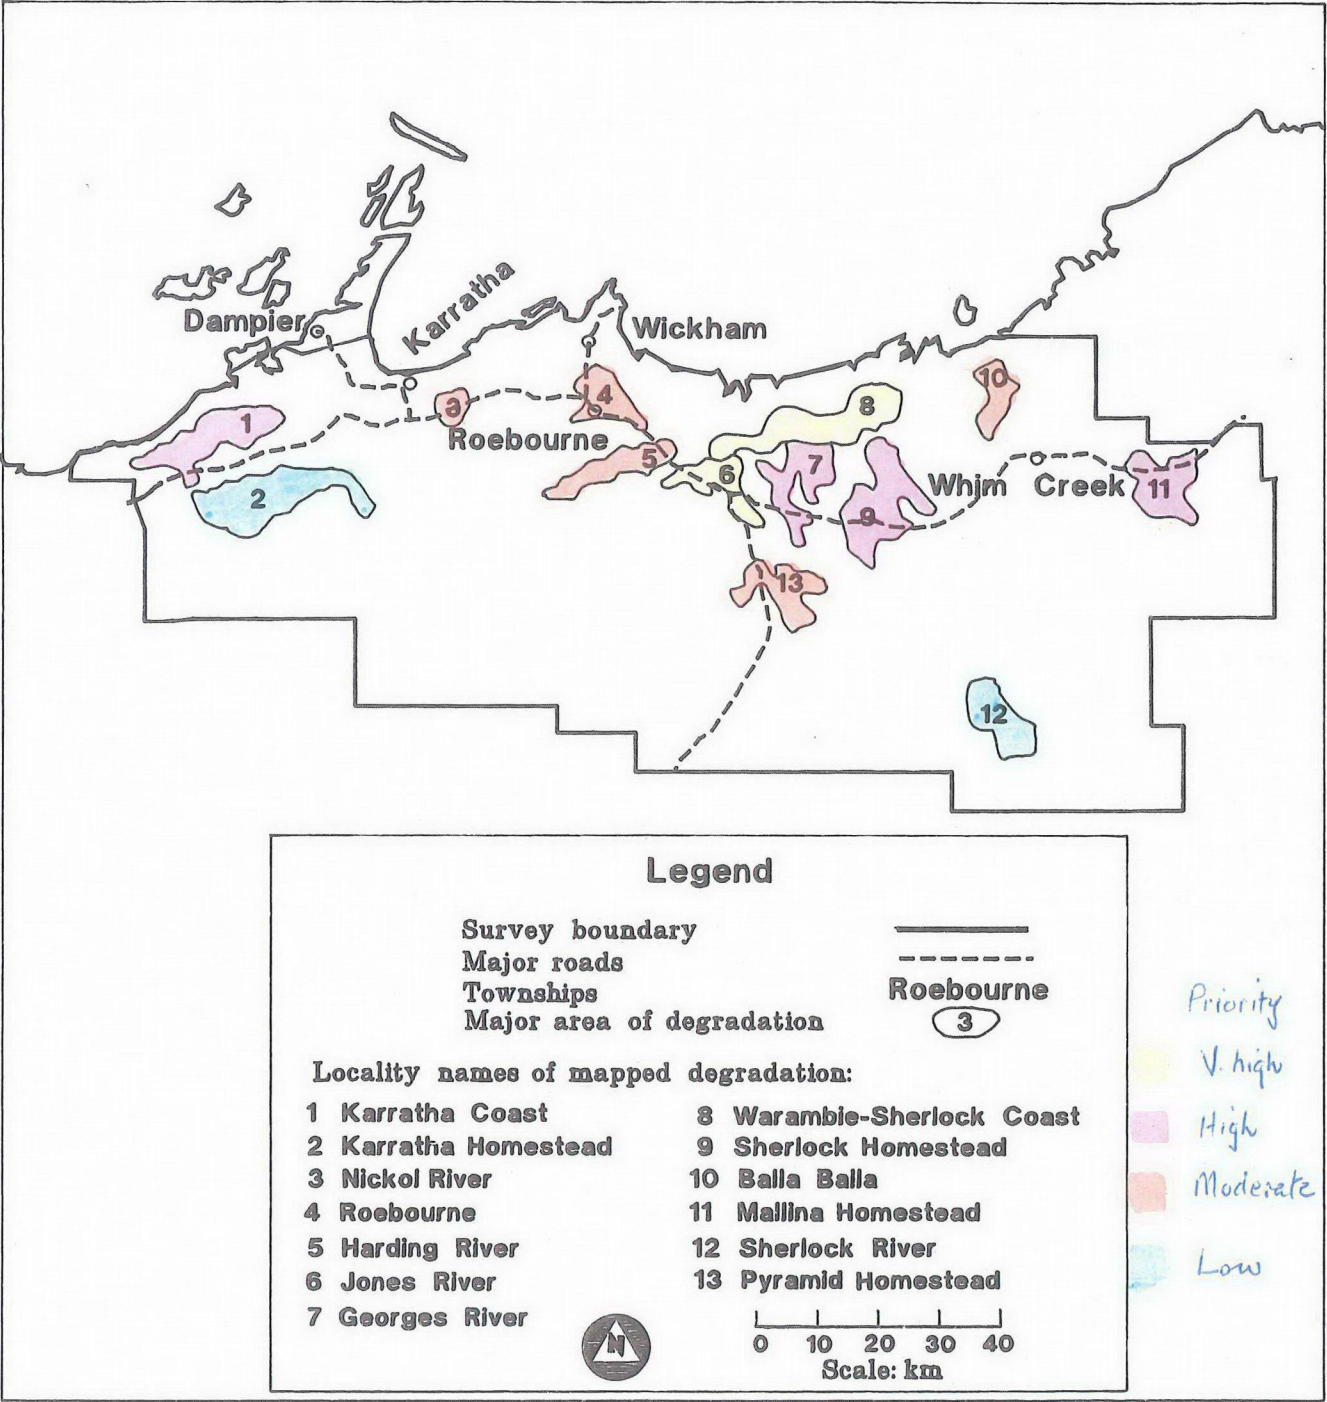 Karratha
Dampier
Wickham
10
4
8
1
3
Roebourne
5
7
6
Whim Creek
11
2
9
13
12
Legend
Survey boundary
Major roads
Townships
Roebourne
Major area of degradation
3
Priority
V. high
High
Moderate
Low
Locality names of mapped degradation:
1 Karratha Coast
2 Karratha Homestead
3 Nickol River
4 Roebourne
5 Harding River
6 Jones River
7 Georges River
8 Warambie-Sherlock Coast
9 Sherlock Homestead
10 Balla Balla
11 Mallina Homestead
12 Sherlock River
13 Pyramid Homestead
N
0 10 20 30 40
Scale: km